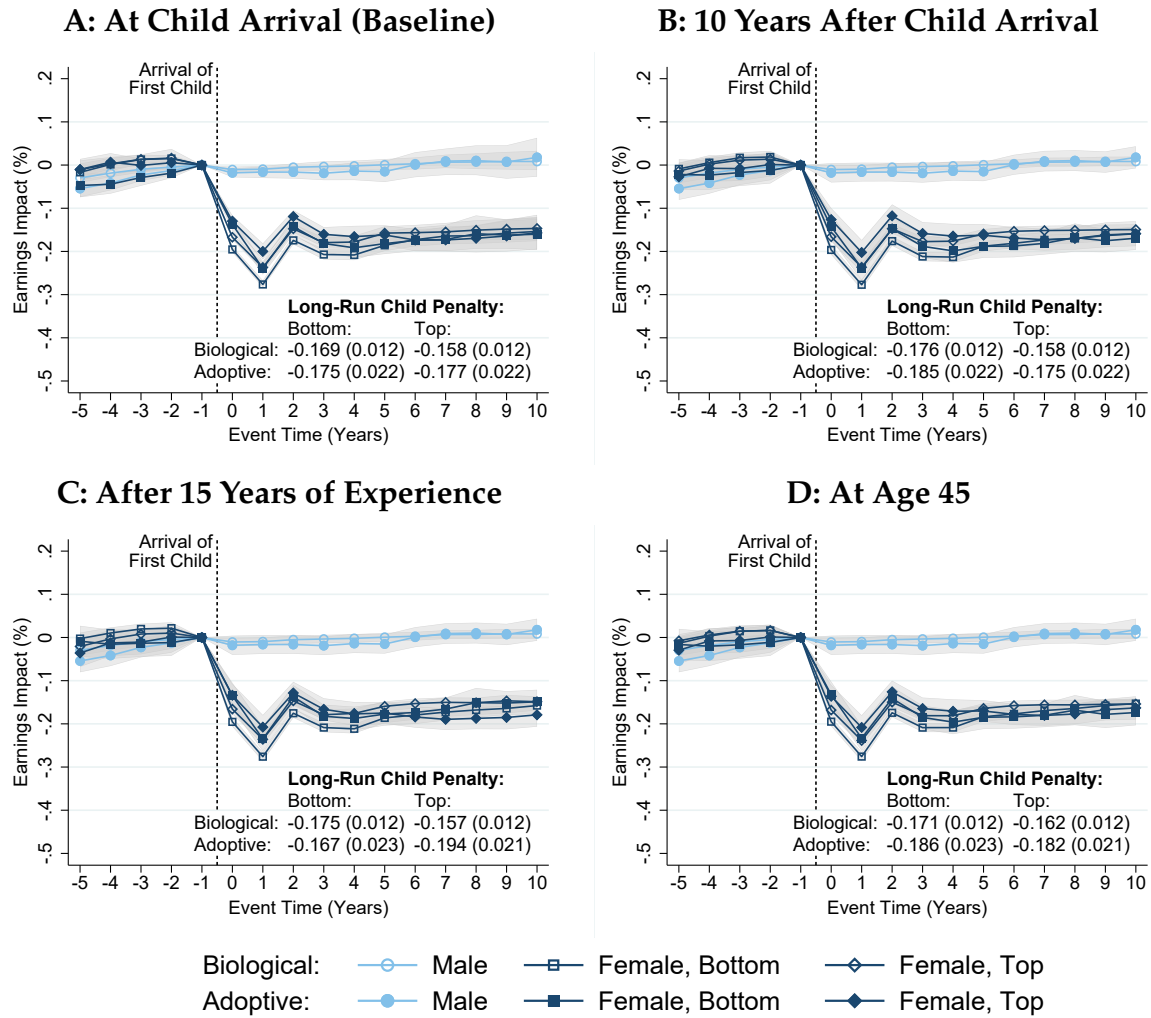 A: At Child Arrival (Baseline)
Arrival of
First Child
.2
.1
0
-.1
-.2
-.3
-.4
-.5
Earnings Impact (%)
Long-Run Child Penalty:
Bottom: Top:
Biological: -0.169 (0.012) -0.158 (0.012)
Adoptive: -0.175 (0.022) -0.177 (0.022)
-5 -4 -3 -2 -1 0 1 2 3 4 5 6 7 8 9 10
Event Time (Years)
B: 10 Years After Child Arrival
Arrival of
First Child
.2
.1
0
-.1
-.2
-.3
-.4
-.5
Earnings Impact (%)
Long-Run Child Penalty:
Bottom: Top:
Biological: -0.176 (0.012) -0.158 (0.012)
Adoptive: -0.185 (0.022) -0.175 (0.022)
-5 -4 -3 -2 -1 0 1 2 3 4 5 6 7 8 9 10
Event Time (Years)
C: After 15 Years of Experience
Arrival of
First Child
.2
.1
0
-.1
-.2
-.3
-.4
-.5
Earnings Impact (%)
Long-Run Child Penalty:
Bottom: Top:
Biological: -0.175 (0.012) -0.157 (0.012)
Adoptive: -0.167 (0.023) -0.194 (0.021)
-5 -4 -3 -2 -1 0 1 2 3 4 5 6 7 8 9 10
Event Time (Years)
D: At Age 45
Arrival of
First Child
.2
.1
0
-.1
-.2
-.3
-.4
-.5
Earnings Impact (%)
Long-Run Child Penalty:
Bottom: Top:
Biological: -0.171 (0.012) -0.162 (0.012)
Adoptive: -0.186 (0.023) -0.182 (0.021)
-5 -4 -3 -2 -1 0 1 2 3 4 5 6 7 8 9 10
Event Time (Years)
Biological: Male Female, Bottom Female, Top
Adoptive: Male Female, Bottom Female, Top